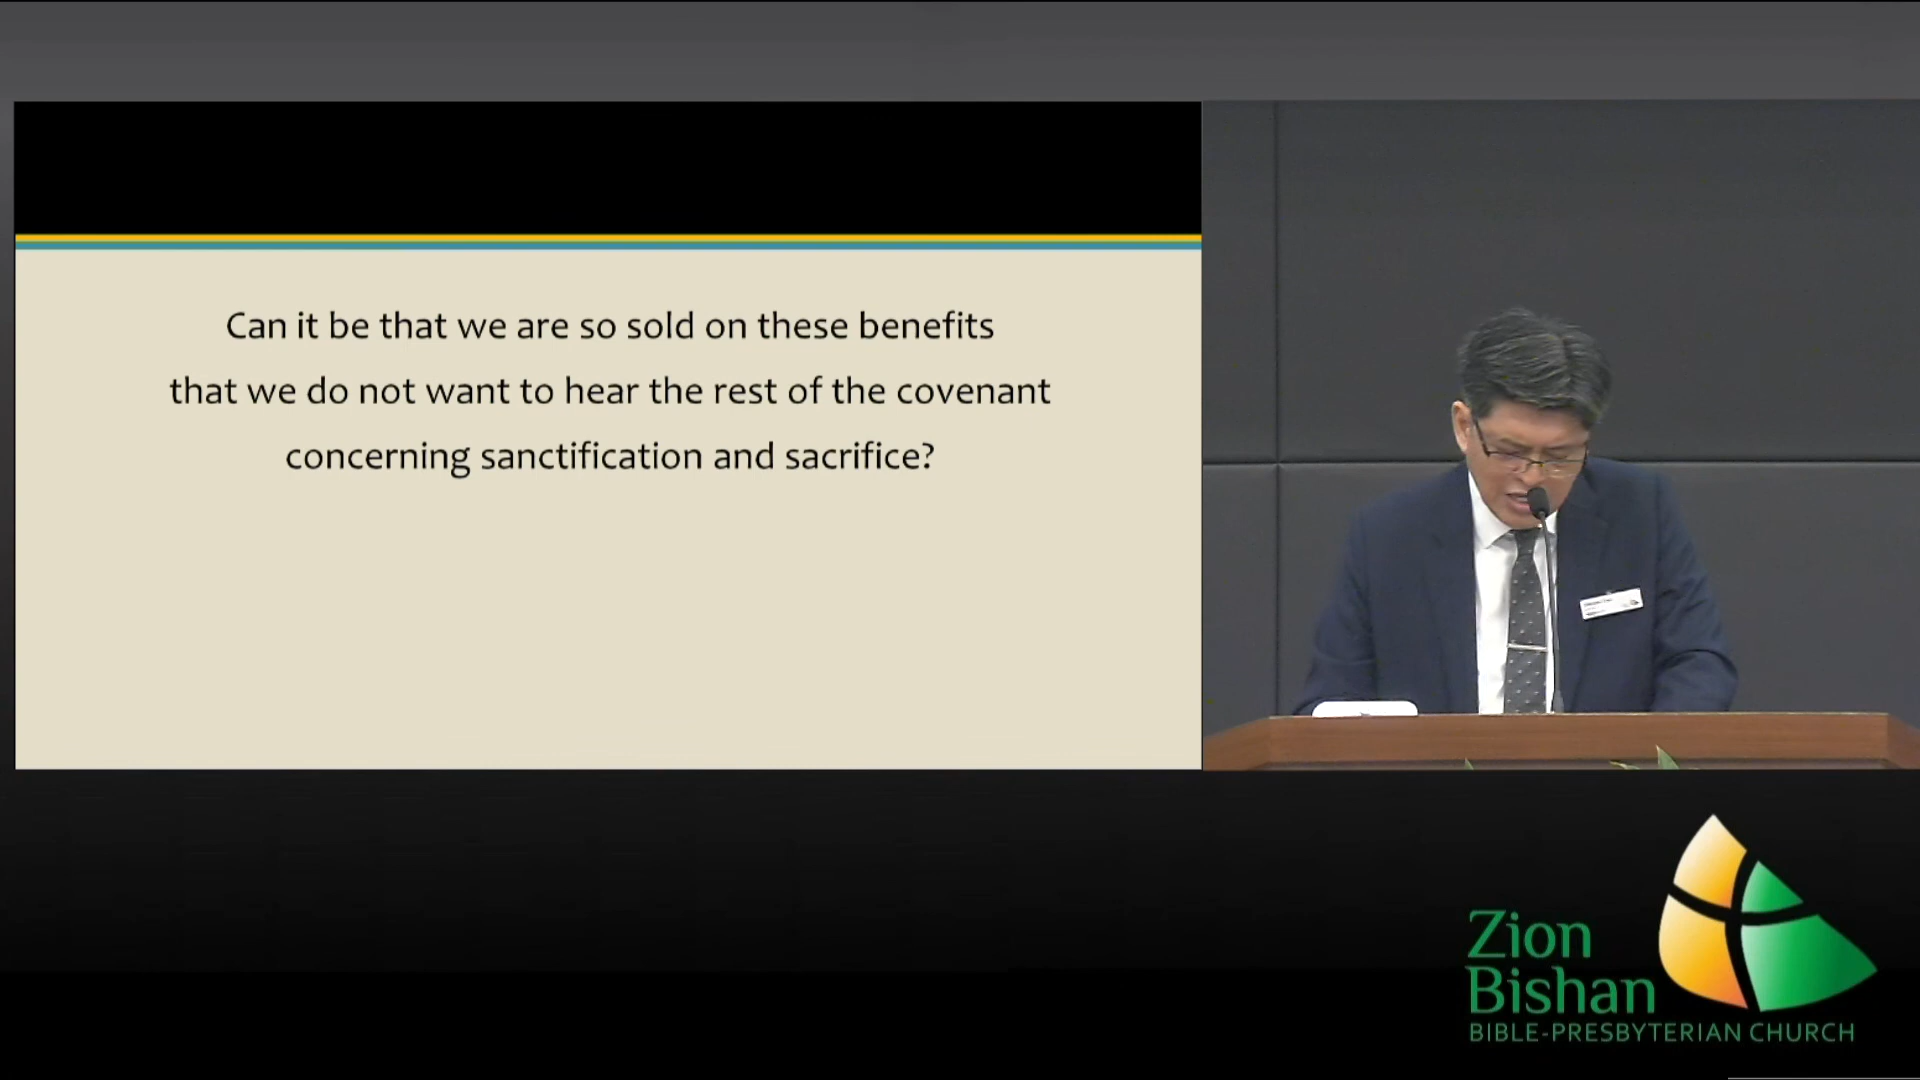 Can it be that we are so sold on these benefits
that we do not want to hear the rest of the covenant
concerning sanctification and sacrifice?
Zion
Bishan
BIBLE-PRESBYTERIAN CHURCH